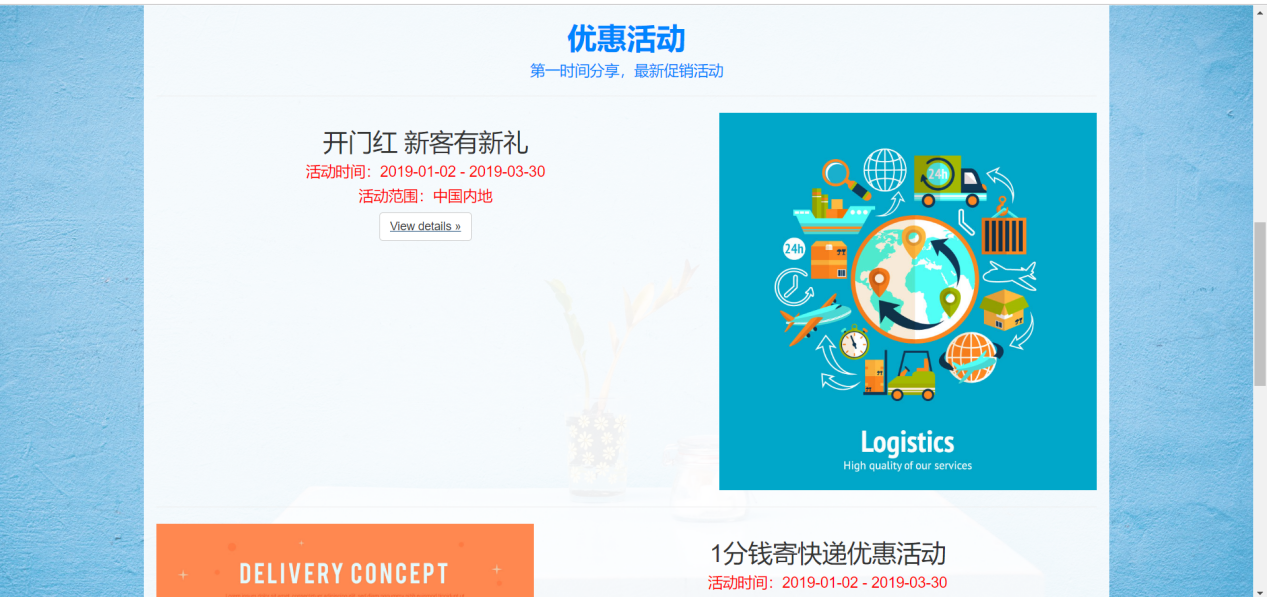 优惠活动
第一时间分享，最新促销活动
开门红 新客有新礼
活动时间：2019-01-02 - 2019-03-30
活动范围：中国内地
View details »
24h
24h
Logistics
High quality of our services
DELIVERY CONCEPT
1分钱寄快递优惠活动
活动时间：2019-01-02 - 2019-03-30